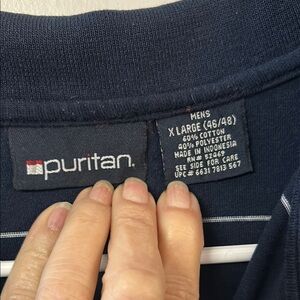 puritan.
MENS
X LARGE (46/48)
60% COTTON
40% POLYESTER
MADE IN INDONESIA
RN# 52469
SEE SIDE FOR CARE
UPC# 6631 7813 567